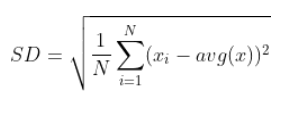 SD = \sqrt{\frac{1}{N} \sum_{i=1}^{N} (x_i - avg(x))^2}